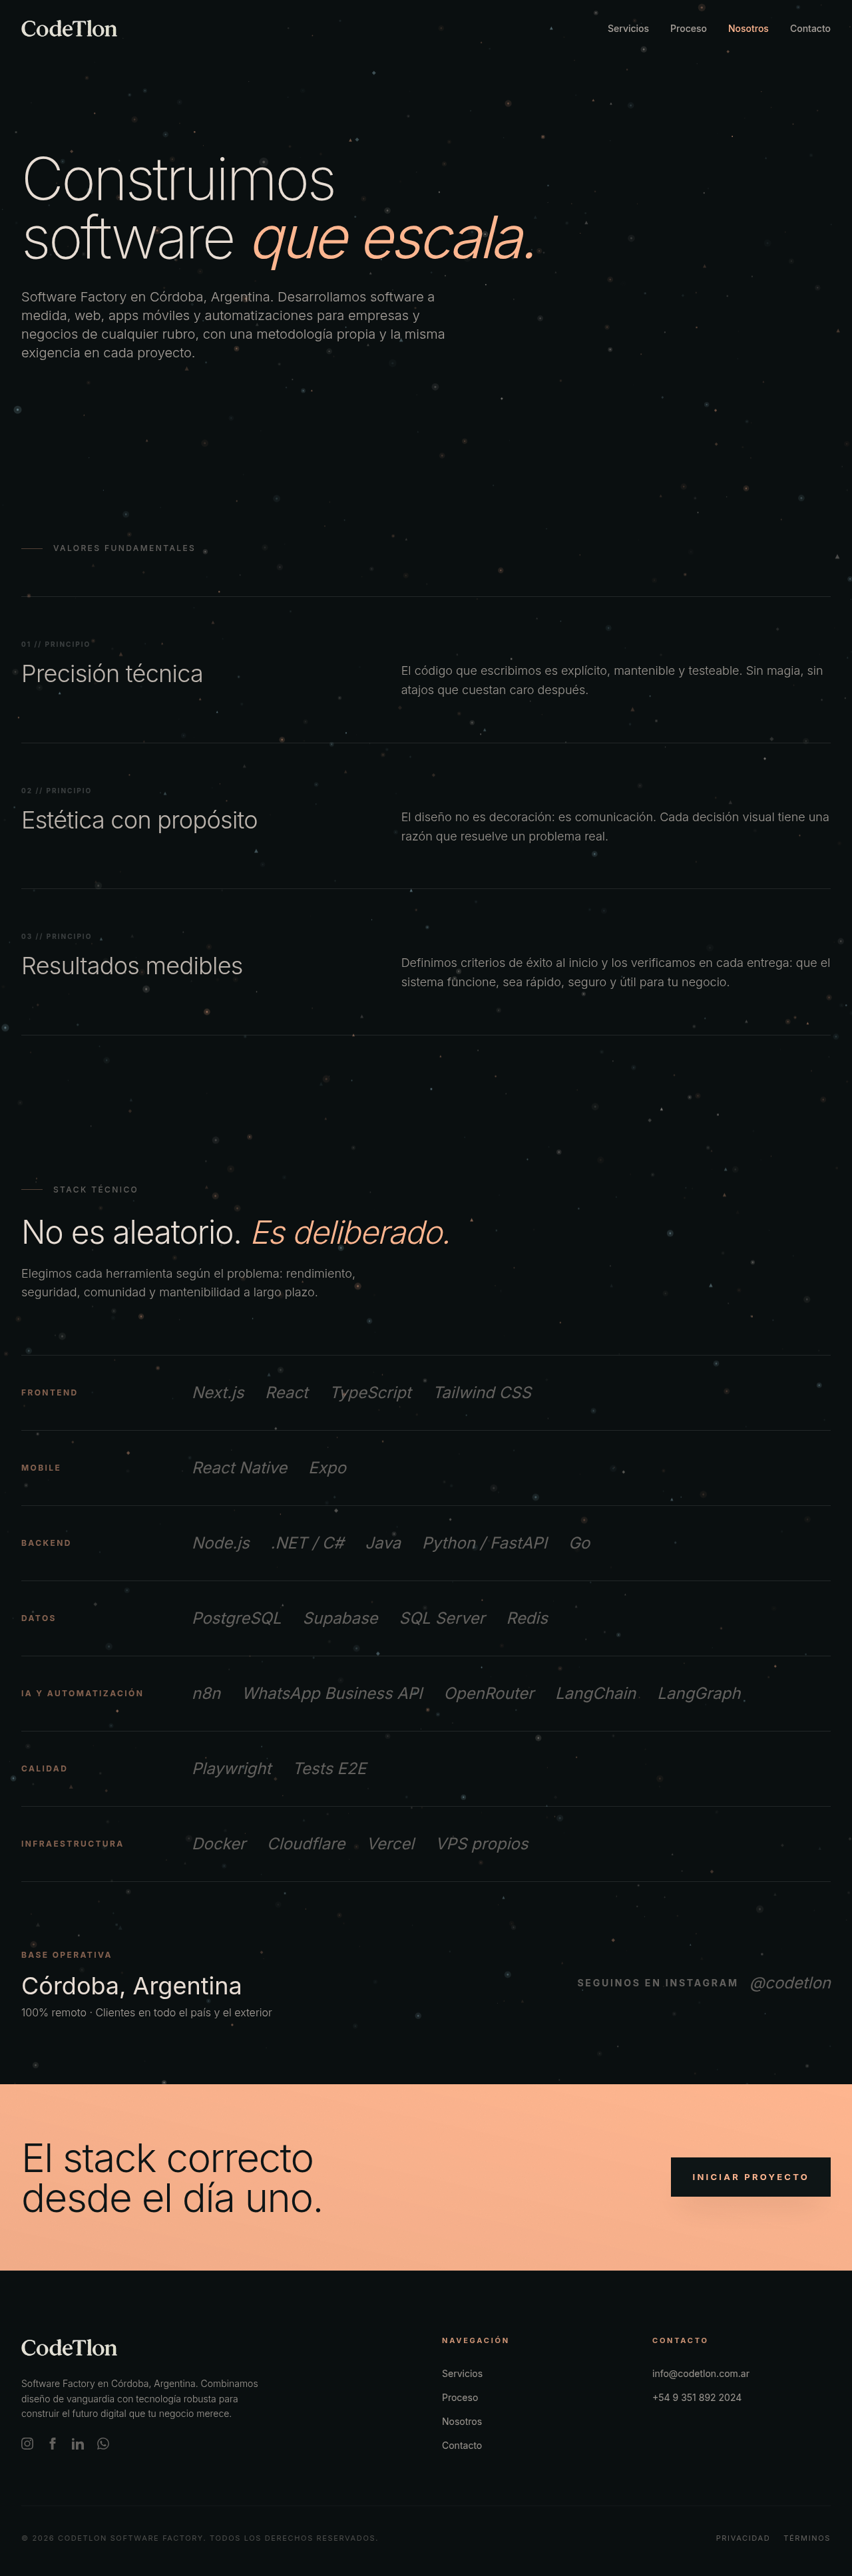 CodeTlon
Servicios Proceso Nosotros Contacto
Construimos
software que escala.
Software Factory en Córdoba, Argentina. Desarrollamos software a
medida, web, apps móviles y automatizaciones para empresas y
negocios de cualquier rubro, con una metodología propia y la misma
exigencia en cada proyecto.
VALORES FUNDAMENTALES
01 // PRINCIPIO
Precisión técnica
El código que escribimos es explícito, mantenible y testeable. Sin magia, sin
atajos que cuestan caro después.
02 // PRINCIPIO
Estética con propósito
El diseño no es decoración: es comunicación. Cada decisión visual tiene una
razón que resuelve un problema real.
03 // PRINCIPIO
Resultados medibles
Definimos criterios de éxito al inicio y los verificamos en cada entrega: que el
sistema funcione, sea rápido, seguro y útil para tu negocio.
STACK TÉCNICO
No es aleatorio. Es deliberado.
Elegimos cada herramienta según el problema: rendimiento,
seguridad, comunidad y mantenibilidad a largo plazo.
FRONTEND Next.js React TypeScript Tailwind CSS
MOBILE React Native Expo
BACKEND Node.js .NET / C# Java Python / FastAPI Go
DATOS PostgreSQL Supabase SQL Server Redis
IA Y AUTOMATIZACIÓN n8n WhatsApp Business API OpenRouter LangChain LangGraph
CALIDAD Playwright Tests E2E
INFRAESTRUCTURA Docker Cloudflare Vercel VPS propios
BASE OPERATIVA
Córdoba, Argentina
100% remoto · Clientes en todo el país y el exterior
SEGUINOS EN INSTAGRAM @codetlon
El stack correcto
desde el día uno.
INICIAR PROYECTO
CodeTlon
Software Factory en Córdoba, Argentina. Combinamos
diseño de vanguardia con tecnología robusta para
construir el futuro digital que tu negocio merece.
NAVEGACIÓN
Servicios
Proceso
Nosotros
Contacto
CONTACTO
info@codetlon.com.ar
+54 9 351 892 2024
© 2026 CODETLON SOFTWARE FACTORY. TODOS LOS DERECHOS RESERVADOS.
PRIVACIDAD TÉRMINOS